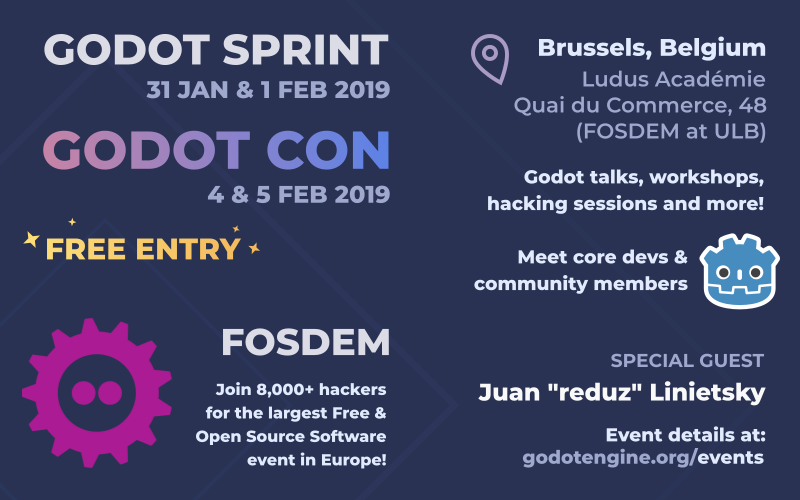 GODOT SPRINT
31 JAN & 1 FEB 2019
GODOT CON
4 & 5 FEB 2019
FREE ENTRY
FOSDEM
Join 8,000+ hackers
for the largest Free &
Open Source Software
event in Europe!
Brussels, Belgium
Ludus Académie
Quai du Commerce, 48
(FOSDEM at ULB)
Godot talks, workshops,
hacking sessions and more!
Meet core devs &
community members
SPECIAL GUEST
Juan "reduz" Linietsky
Event details at:
godotengine.org/events